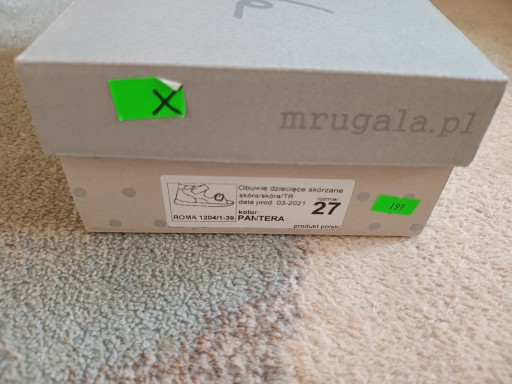 X
mrugala.pl
Obuwie dziecięce skórzane
skóra/skóra/TR
data prod. 03-2021
rozmiar
27
kolor:
ROMA 1204/1-39 PANTERA
produkt polski
199